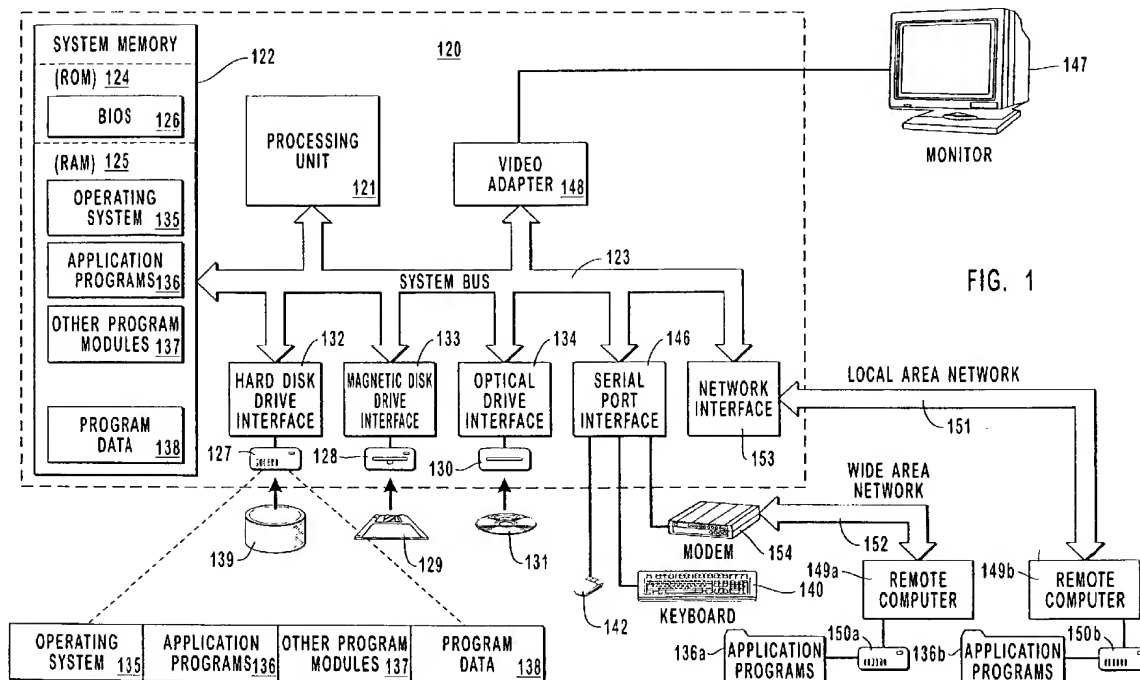 SYSTEM MEMORY
(ROM) 124
BIOS 126
(RAM) 125
OPERATING
SYSTEM 135
APPLICATION
PROGRAMS 136
OTHER PROGRAM
MODULES 137
PROGRAM
DATA 138
122
120
PROCESSING
UNIT
121
VIDEO
ADAPTER 148
147
MONITOR
123
SYSTEM BUS
FIG. 1
132
HARD DISK
DRIVE
INTERFACE
133
MAGNETIC DISK
DRIVE
INTERFACE
134
OPTICAL
DRIVE
INTERFACE
146
SERIAL
PORT
INTERFACE
NETWORK
INTERFACE
153
LOCAL AREA NETWORK
151
127
128
130
139
129
131
WIDE AREA
NETWORK
152
MODEM
154
142
KEYBOARD
140
149a
REMOTE
COMPUTER
149b
REMOTE
COMPUTER
150a
150b
136a
APPLICATION
PROGRAMS
136b
APPLICATION
PROGRAMS
OPERATING
SYSTEM 135
APPLICATION
PROGRAMS 136
OTHER PROGRAM
MODULES 137
PROGRAM
DATA 138